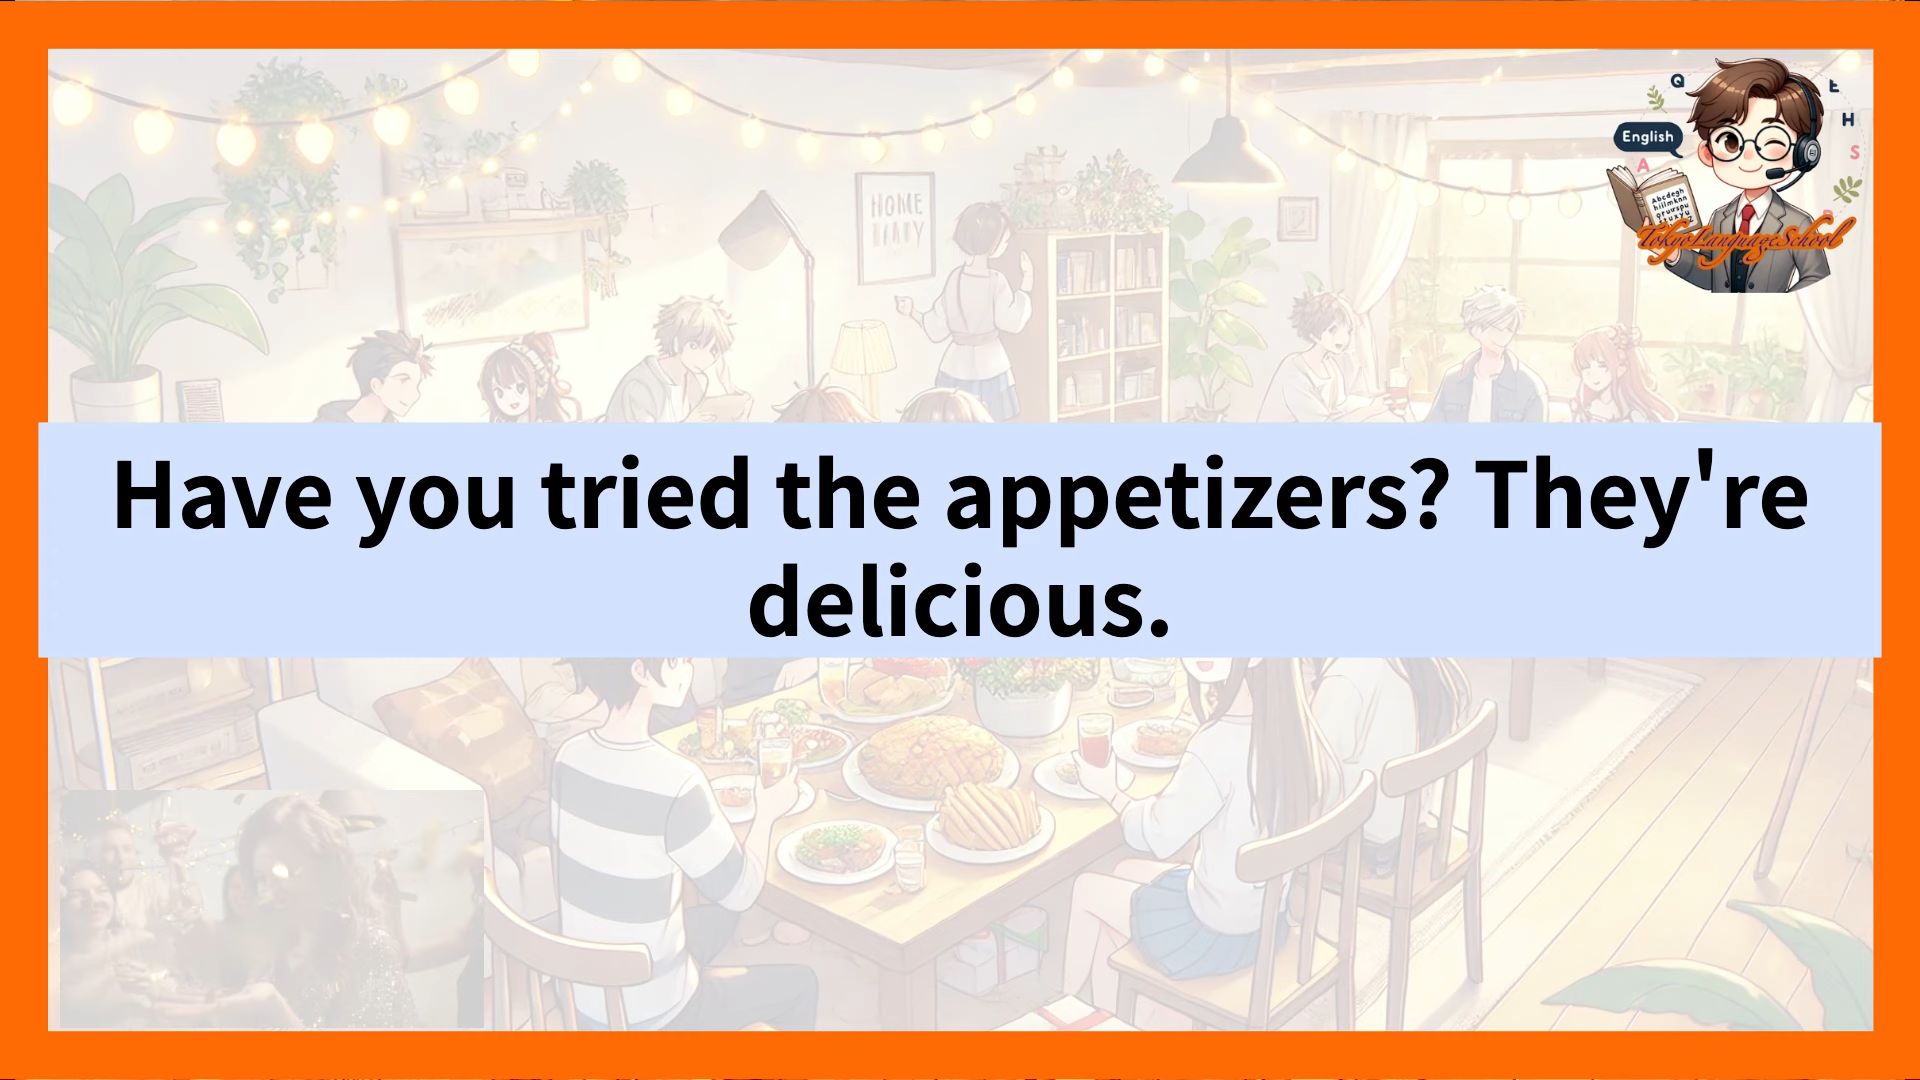 HOME
Q
E
H
English
A
S
TokyoLanguageSchool
Have you tried the appetizers? They're
delicious.